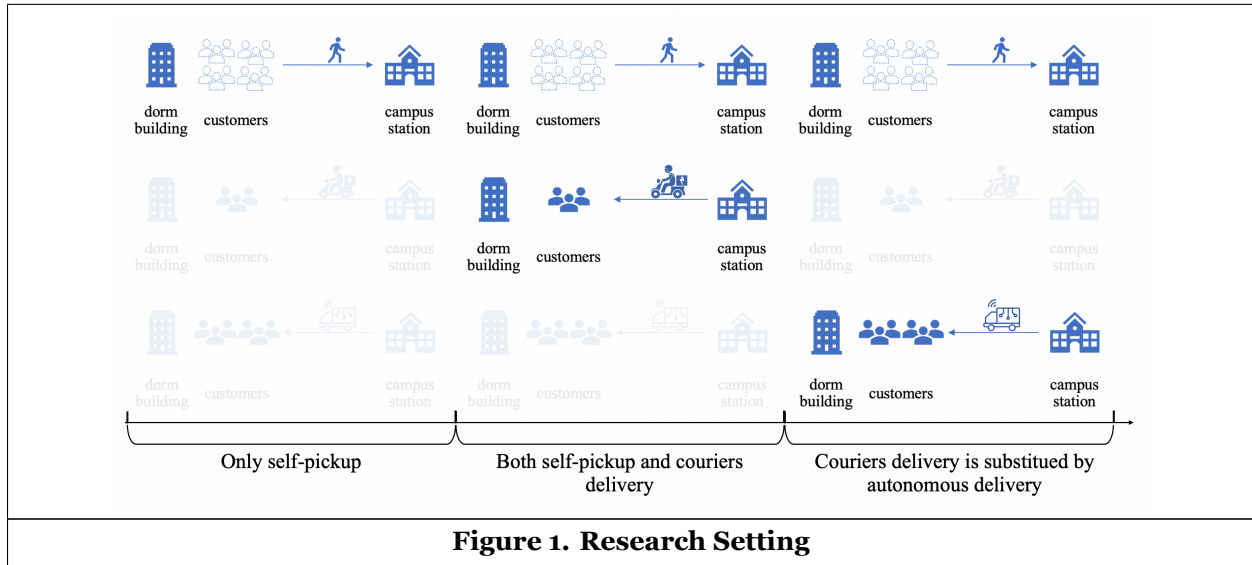 dorm building customers campus station
dorm building customers campus station
dorm building customers campus station
dorm building customers campus station
dorm building customers campus station
dorm building customers campus station
dorm building customers campus station
dorm building customers campus station
dorm building customers campus station
Only self-pickup
Both self-pickup and couriers
delivery
Couriers delivery is substitued by
autonomous delivery
Figure 1. Research Setting